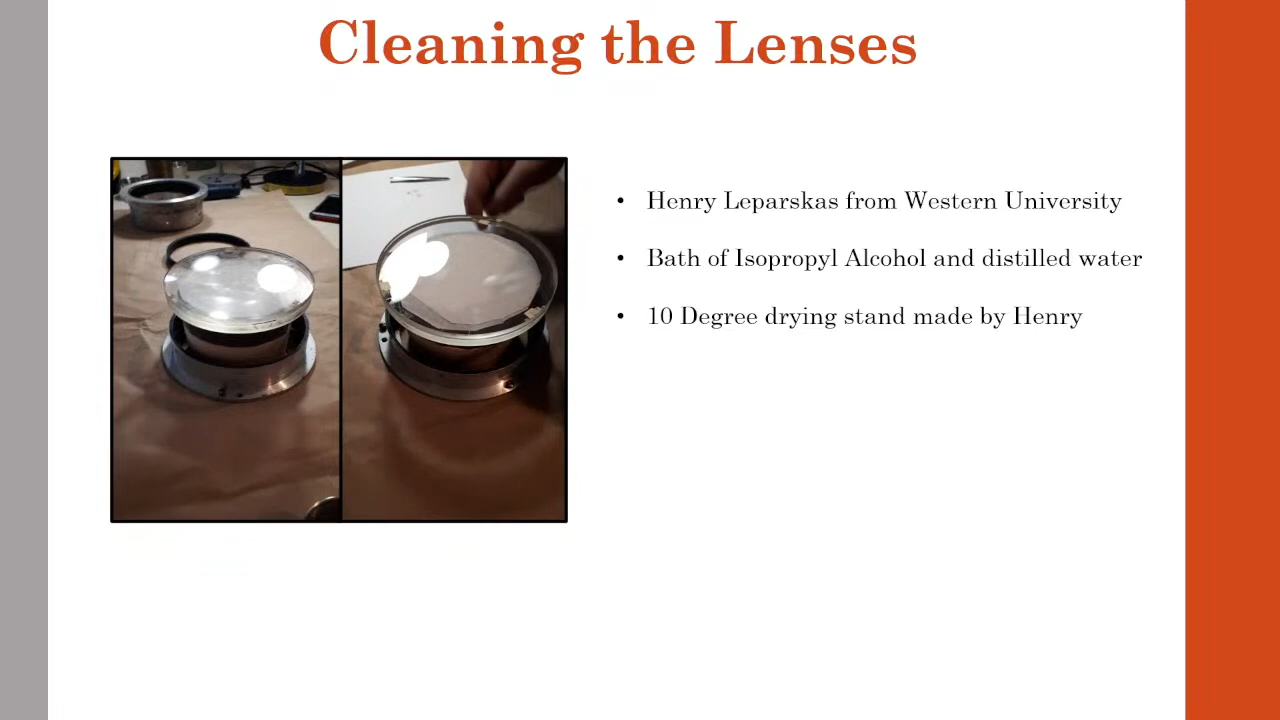 Cleaning the Lenses
• Henry Leparskas from Western University
• Bath of Isopropyl Alcohol and distilled water
• 10 Degree drying stand made by Henry